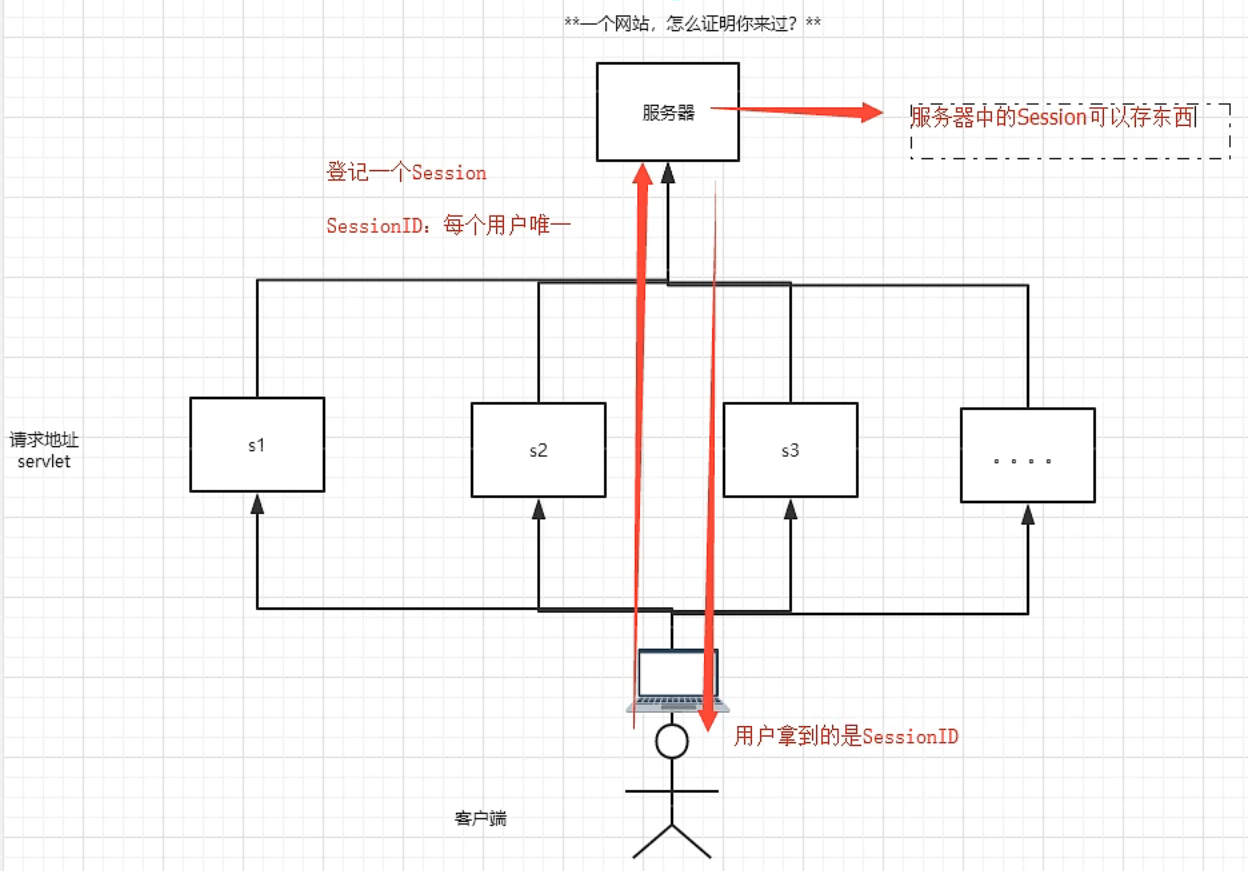 **一个网站，怎么证明你来过？**
服务器
服务器中的Session可以存东西
登记一个Session
SessionID：每个用户唯一
请求地址
servlet
s1
s2
s3
。。。。
用户拿到的是SessionID
客户端